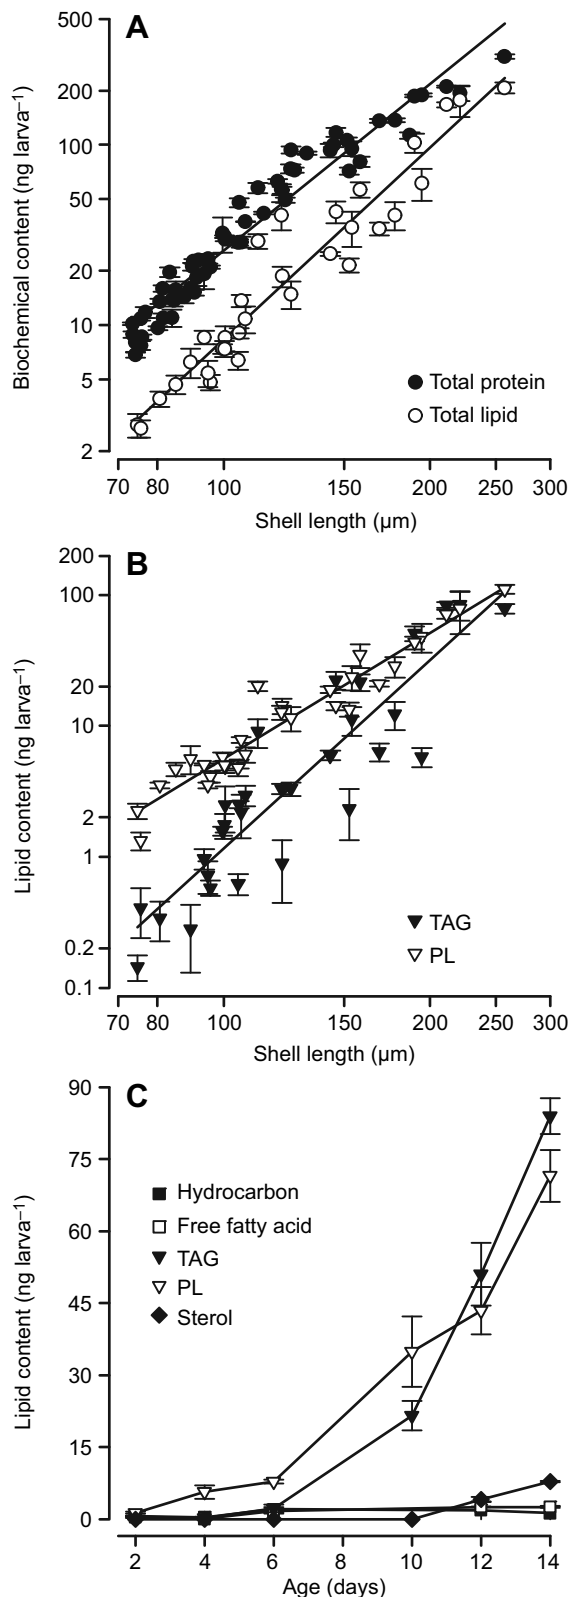 A
500
200
100
50
20
10
5
2
Biochemical content (ng larva⁻¹)
Total protein
Total lipid
70 80 100 150 200 250 300
Shell length (µm)
B
200
100
20
10
2
1
0.2
0.1
Lipid content (ng larva⁻¹)
TAG
PL
70 80 100 150 200 250 300
Shell length (µm)
C
90
75
60
45
30
15
0
Lipid content (ng larva⁻¹)
Hydrocarbon
Free fatty acid
TAG
PL
Sterol
2 4 6 8 10 12 14
Age (days)